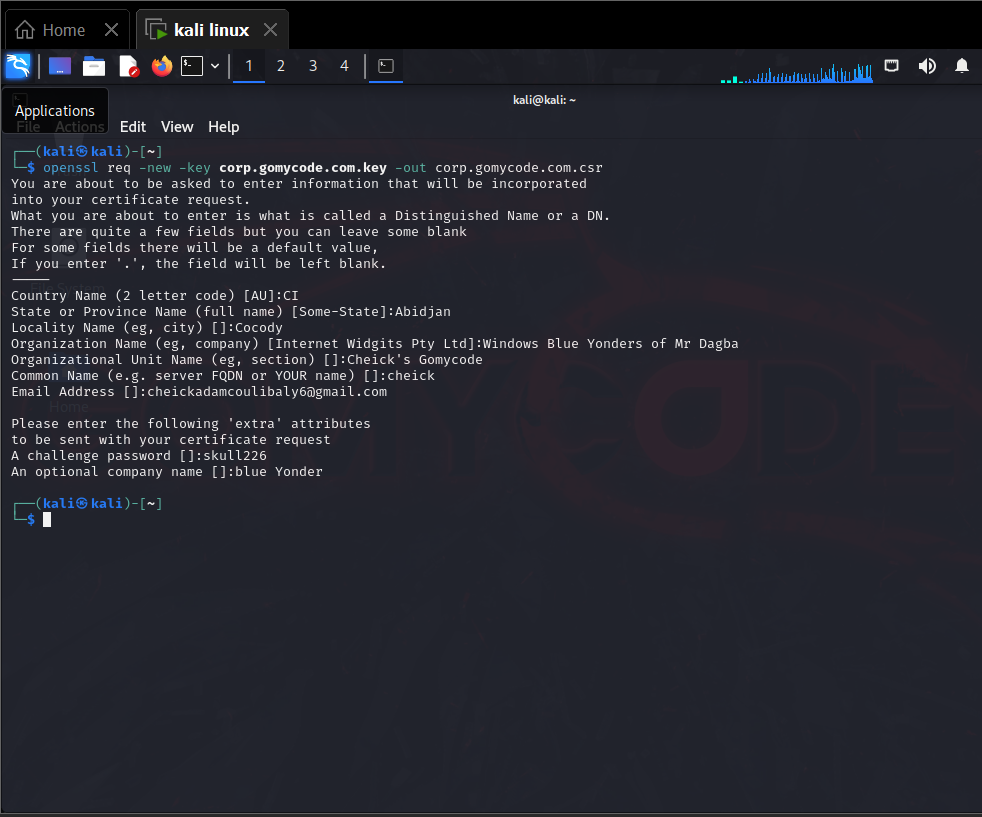 Home
kali linux
1 2 3 4
kali@kali: ~
Applications
File Actions Edit View Help
┌──(kali㉿kali)-[~]
└─$ openssl req -new -key corp.gomycode.com.key -out corp.gomycode.com.csr
You are about to be asked to enter information that will be incorporated
into your certificate request.
What you are about to enter is what is called a Distinguished Name or a DN.
There are quite a few fields but you can leave some blank
For some fields there will be a default value,
If you enter '.', the field will be left blank.
-----
Country Name (2 letter code) [AU]:CI
State or Province Name (full name) [Some-State]:Abidjan
Locality Name (eg, city) []:Cocody
Organization Name (eg, company) [Internet Widgits Pty Ltd]:Windows Blue Yonders of Mr Dagba
Organizational Unit Name (eg, section) []:Cheick's Gomycode
Common Name (e.g. server FQDN or YOUR name) []:cheick
Email Address []:cheickadamcoulibaly6@gmail.com
Please enter the following 'extra' attributes
to be sent with your certificate request
A challenge password []:skull226
An optional company name []:blue Yonder
┌──(kali㉿kali)-[~]
└─$
File System
Home
MYCODE